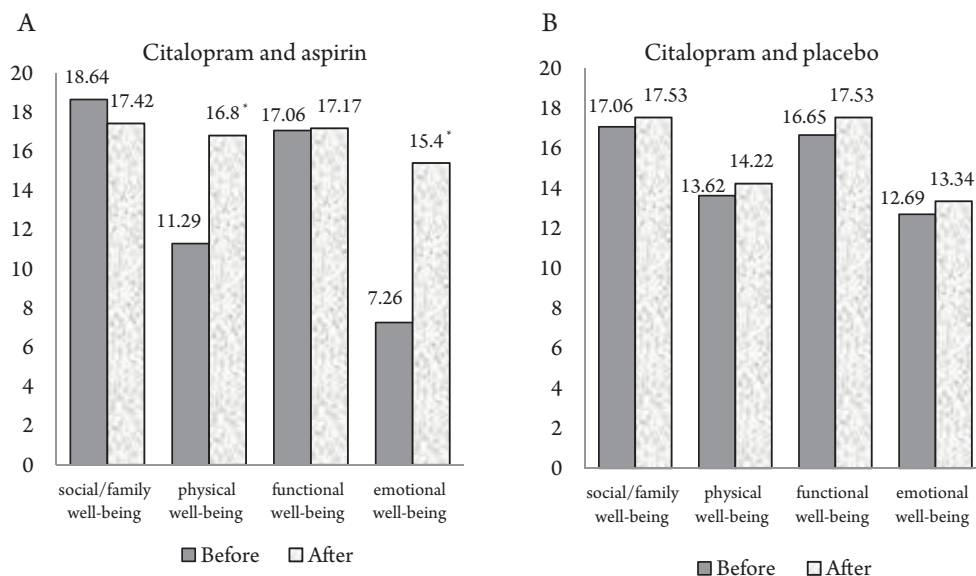 A
Citalopram and aspirin
20
18
16
14
12
10
8
6
4
2
0
18.64
17.42
11.29
16.8*
17.06
17.17
7.26
15.4*
social/family
well-being
physical
well-being
functional
well-being
emotional
well-being
Before
After
B
Citalopram and placebo
20
18
16
14
12
10
8
6
4
2
0
17.06
17.53
13.62
14.22
16.65
17.53
12.69
13.34
social/family
well-being
physical
well-being
functional
well-being
emotional
well-being
Before
After